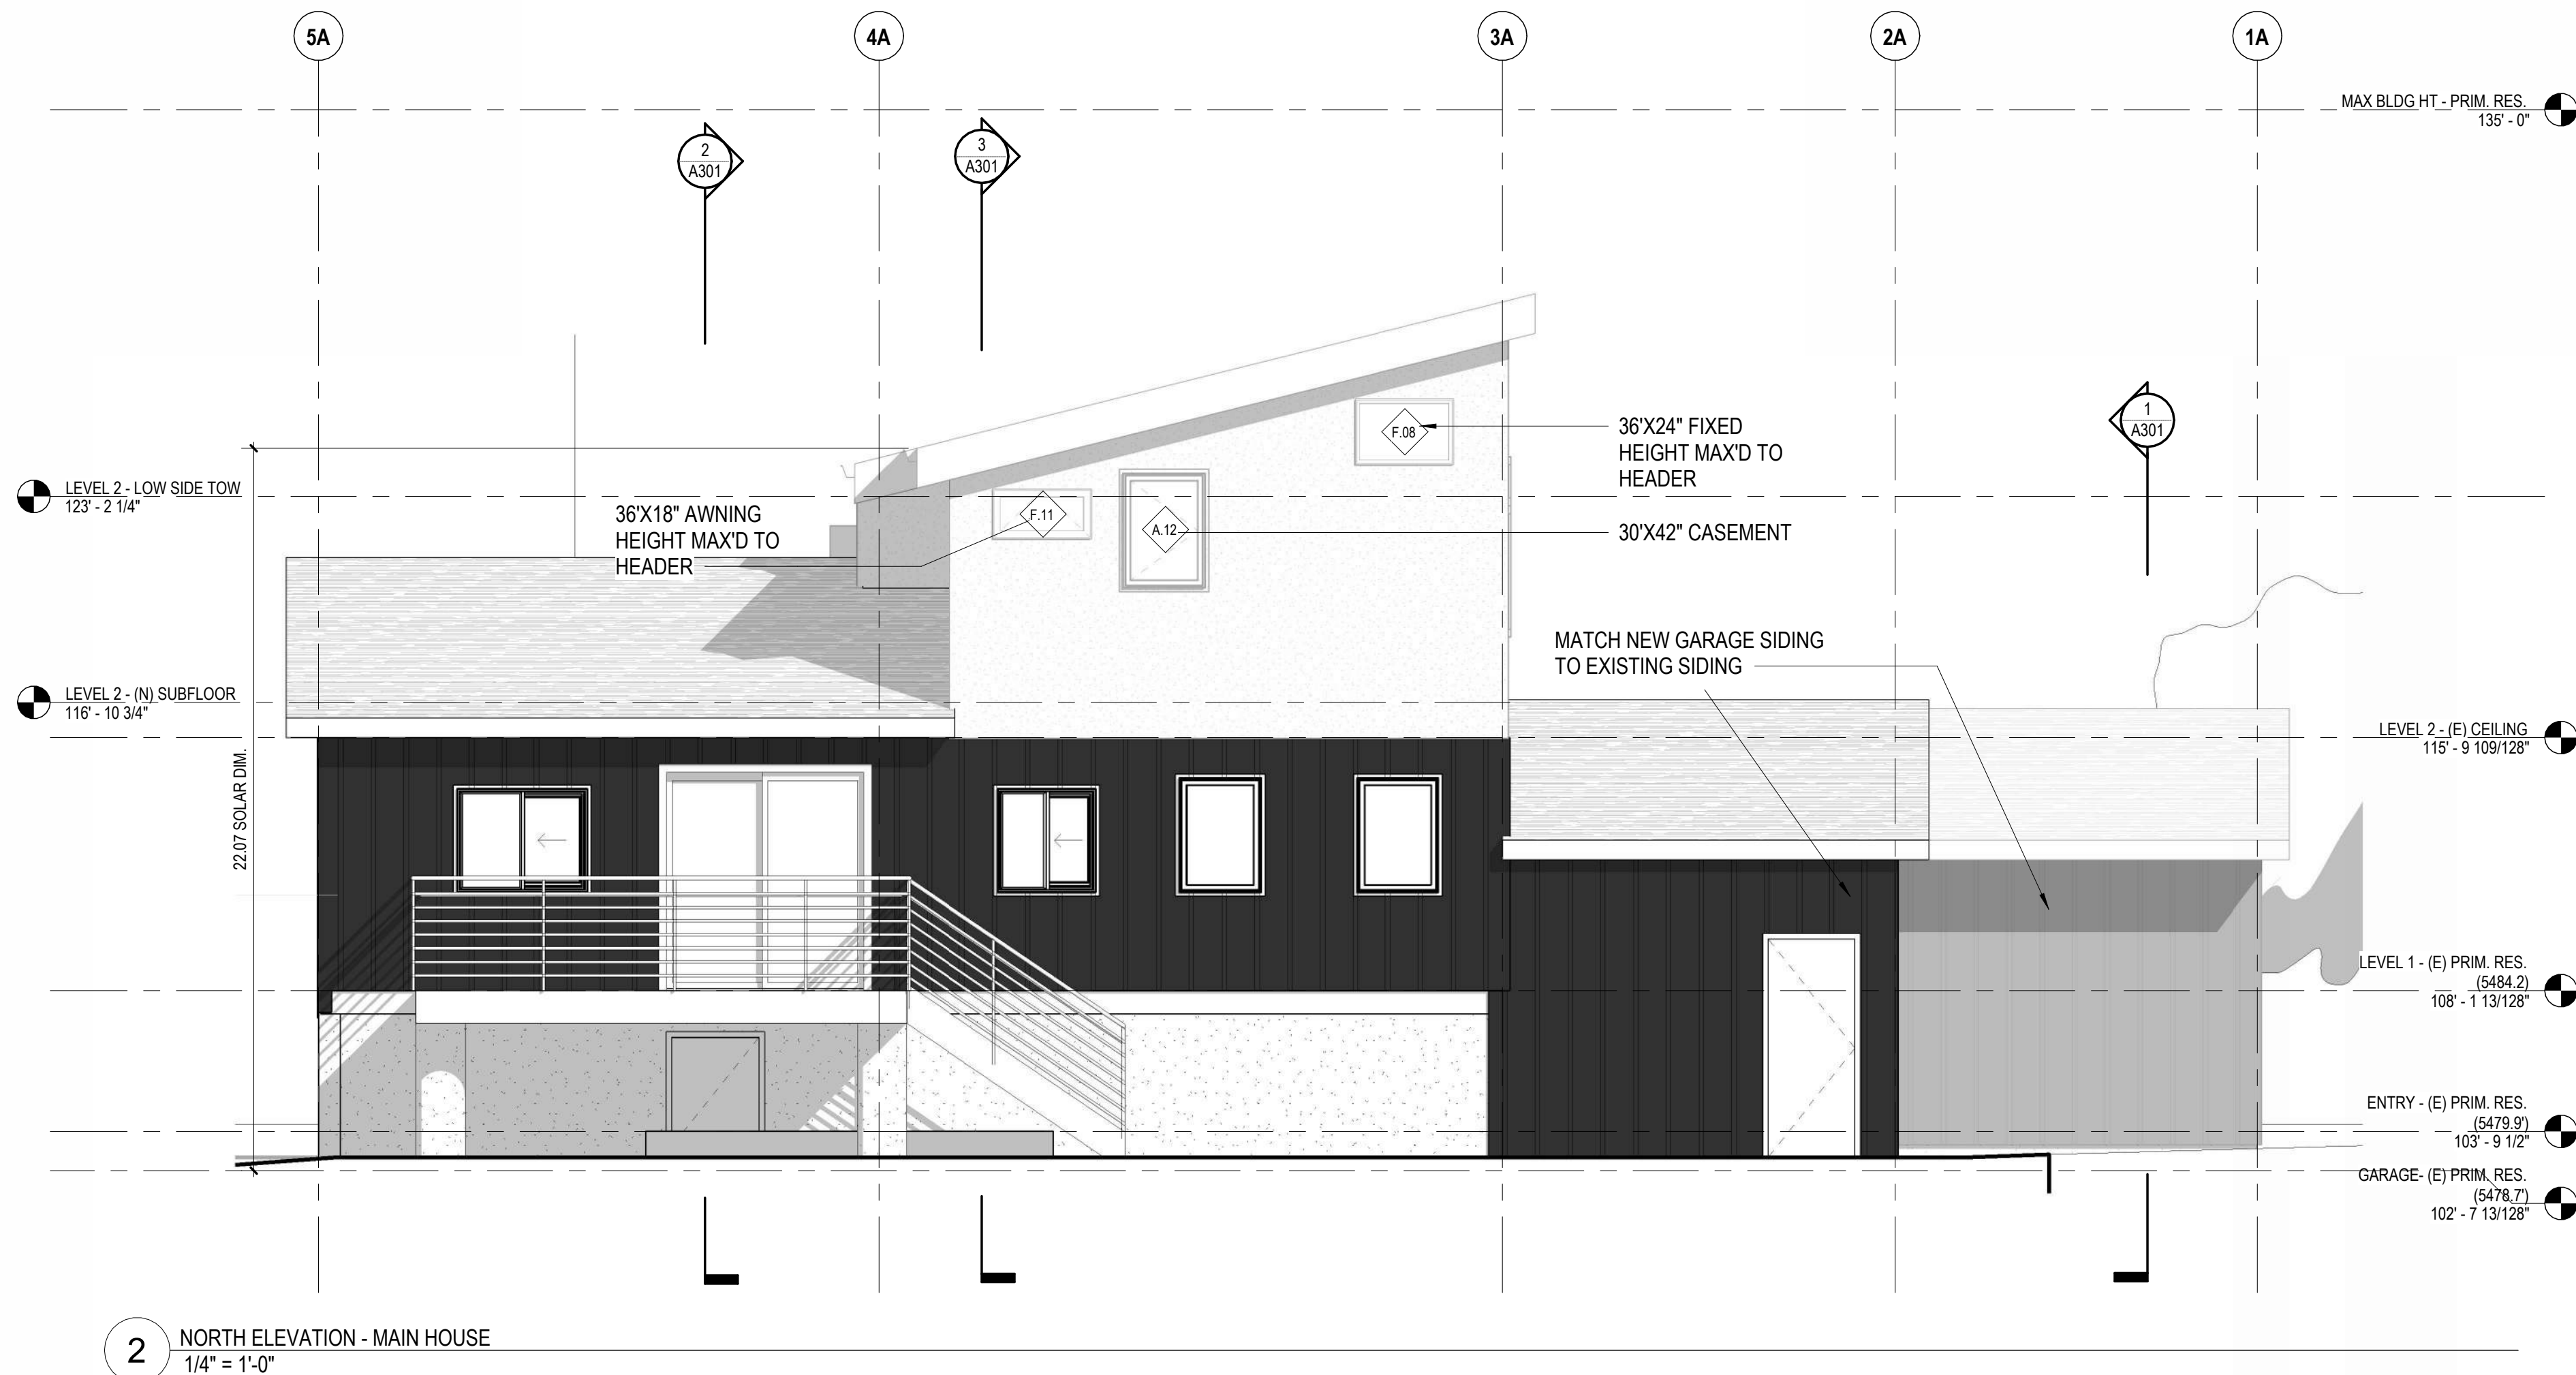 5A
4A
3A
2A
1A
MAX BLDG HT - PRIM. RES.
135' - 0"
2
A301
3
A301
1
A301
36'X24" FIXED
HEIGHT MAX'D TO
HEADER
F.08
LEVEL 2 - LOW SIDE TOW
123' - 2 1/4"
36'X18" AWNING
HEIGHT MAX'D TO
HEADER
F.11
A.12
30'X42" CASEMENT
MATCH NEW GARAGE SIDING
TO EXISTING SIDING
LEVEL 2 - (N) SUBFLOOR
116' - 10 3/4"
LEVEL 2 - (E) CEILING
115' - 9 109/128"
22.07 SOLAR DIM.
LEVEL 1 - (E) PRIM. RES.
(5484.2)
108' - 1 13/128"
ENTRY - (E) PRIM. RES.
(5479.9')
103' - 9 1/2"
GARAGE- (E) PRIM. RES.
(5478.7')
102' - 7 13/128"
2
NORTH ELEVATION - MAIN HOUSE
1/4" = 1'-0"